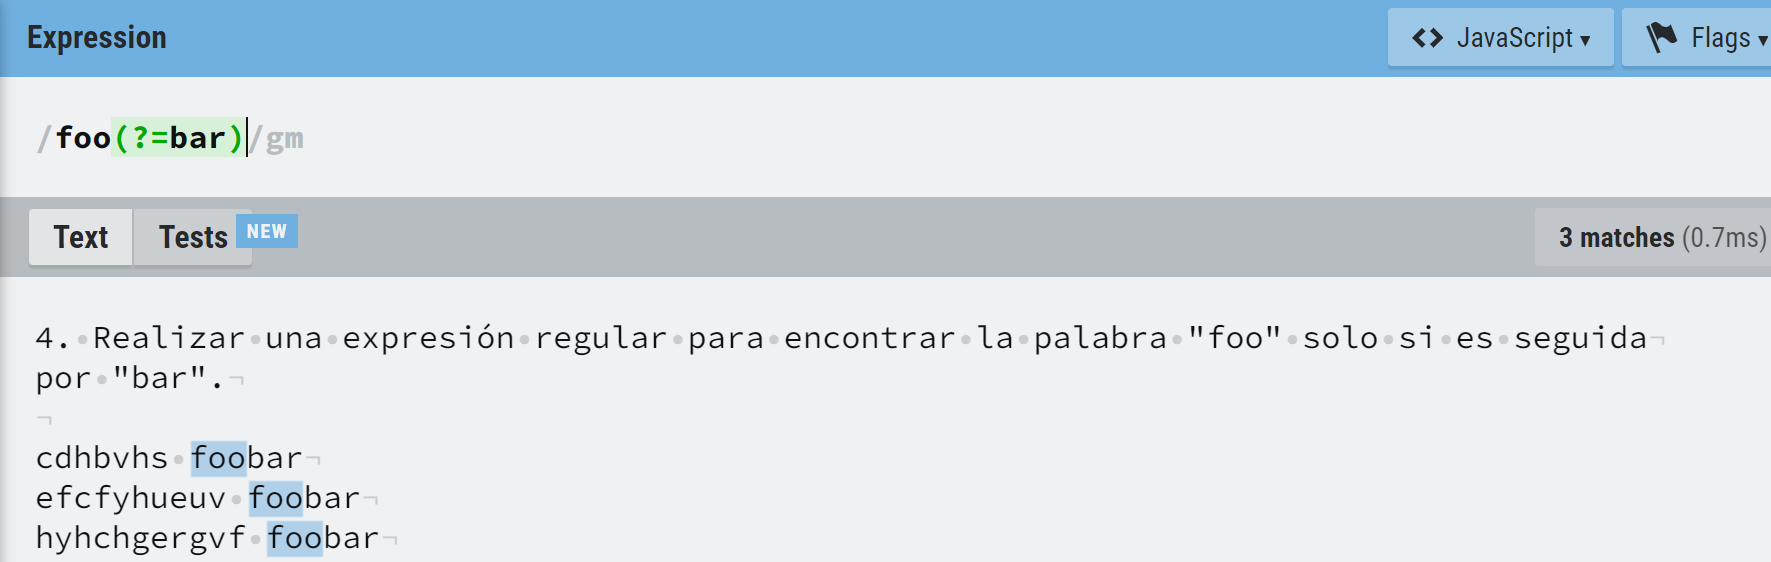 Expression
<> JavaScript ▾
Flags ▾
/foo(?=bar)/gm
Text
Tests
NEW
3 matches (0.7ms)
4. Realizar una expresión regular para encontrar la palabra "foo" solo si es seguida
por "bar".
cdhbvhs foobar
efcfyhueuv foobar
hyhchgergvf foobar